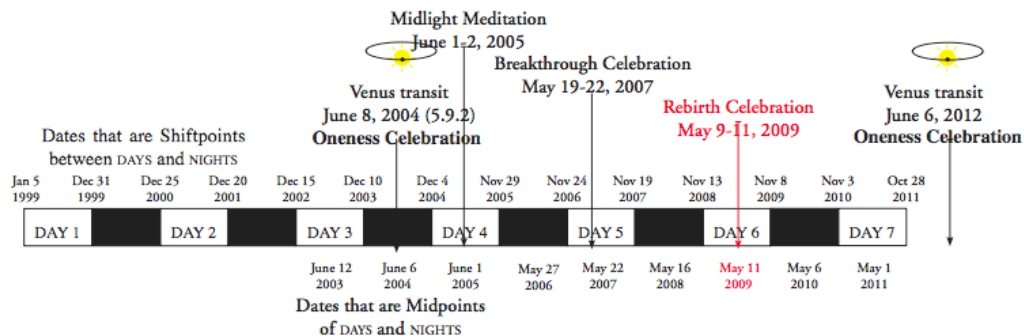 Midlight Meditation
June 1-2, 2005
Breakthrough Celebration
May 19-22, 2007
Venus transit
June 8, 2004 (5.9.2)
Oneness Celebration
Rebirth Celebration
May 9-11, 2009
Venus transit
June 6, 2012
Oneness Celebration
Dates that are Shiftpoints
between DAYS and NIGHTS
Jan 5 Dec 31 Dec 25 Dec 20 Dec 15 Dec 10 Dec 4 Nov 29 Nov 24 Nov 19 Nov 13 Nov 8 Nov 3 Oct 28
1999 1999 2000 2001 2002 2003 2004 2005 2006 2007 2008 2009 2010 2011
DAY 1 DAY 2 DAY 3 DAY 4 DAY 5 DAY 6 DAY 7
June 12 June 6 June 1 May 27 May 22 May 16 May 11 May 6 May 1
2003 2004 2005 2006 2007 2008 2009 2010 2011
Dates that are Midpoints
of DAYS and NIGHTS